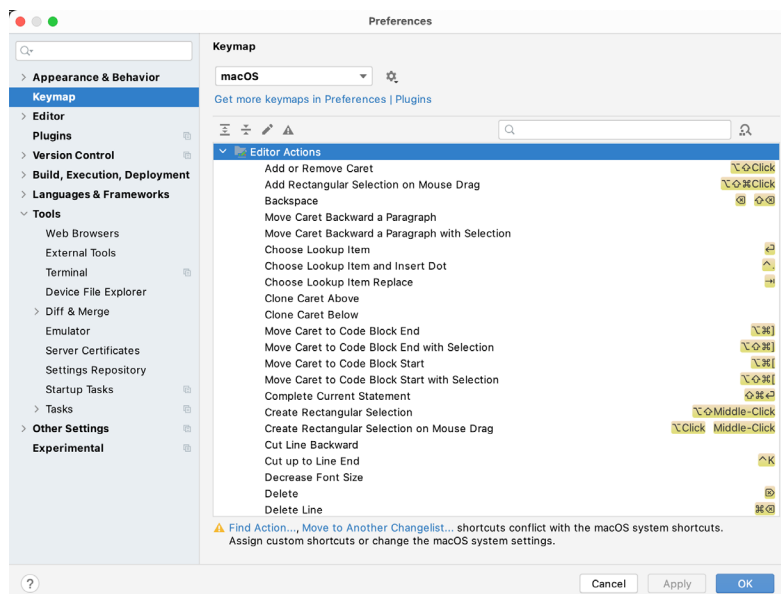 Preferences
Appearance & Behavior
Keymap
Editor
Plugins
Version Control
Build, Execution, Deployment
Languages & Frameworks
Tools
Web Browsers
External Tools
Terminal
Device File Explorer
Diff & Merge
Emulator
Server Certificates
Settings Repository
Startup Tasks
Tasks
Other Settings
Experimental
Keymap
macOS
Get more keymaps in Preferences | Plugins
Editor Actions
Add or Remove Caret ⌥⇧Click
Add Rectangular Selection on Mouse Drag ⌥⇧⌘Click
Backspace ⌫ ⇧⌫
Move Caret Backward a Paragraph
Move Caret Backward a Paragraph with Selection
Choose Lookup Item ⏎
Choose Lookup Item and Insert Dot ^.
Choose Lookup Item Replace ⇥
Clone Caret Above
Clone Caret Below
Move Caret to Code Block End ⌥⌘]
Move Caret to Code Block End with Selection ⌥⇧⌘]
Move Caret to Code Block Start ⌥⌘[
Move Caret to Code Block Start with Selection ⌥⇧⌘[
Complete Current Statement ⇧⌘⏎
Create Rectangular Selection ⌥⇧Middle-Click
Create Rectangular Selection on Mouse Drag ⌥Click Middle-Click
Cut Line Backward
Cut up to Line End ^K
Decrease Font Size
Delete ⌦
Delete Line ⌘⌫
Find Action..., Move to Another Changelist... shortcuts conflict with the macOS system shortcuts.
Assign custom shortcuts or change the macOS system settings.
?
Cancel
Apply
OK